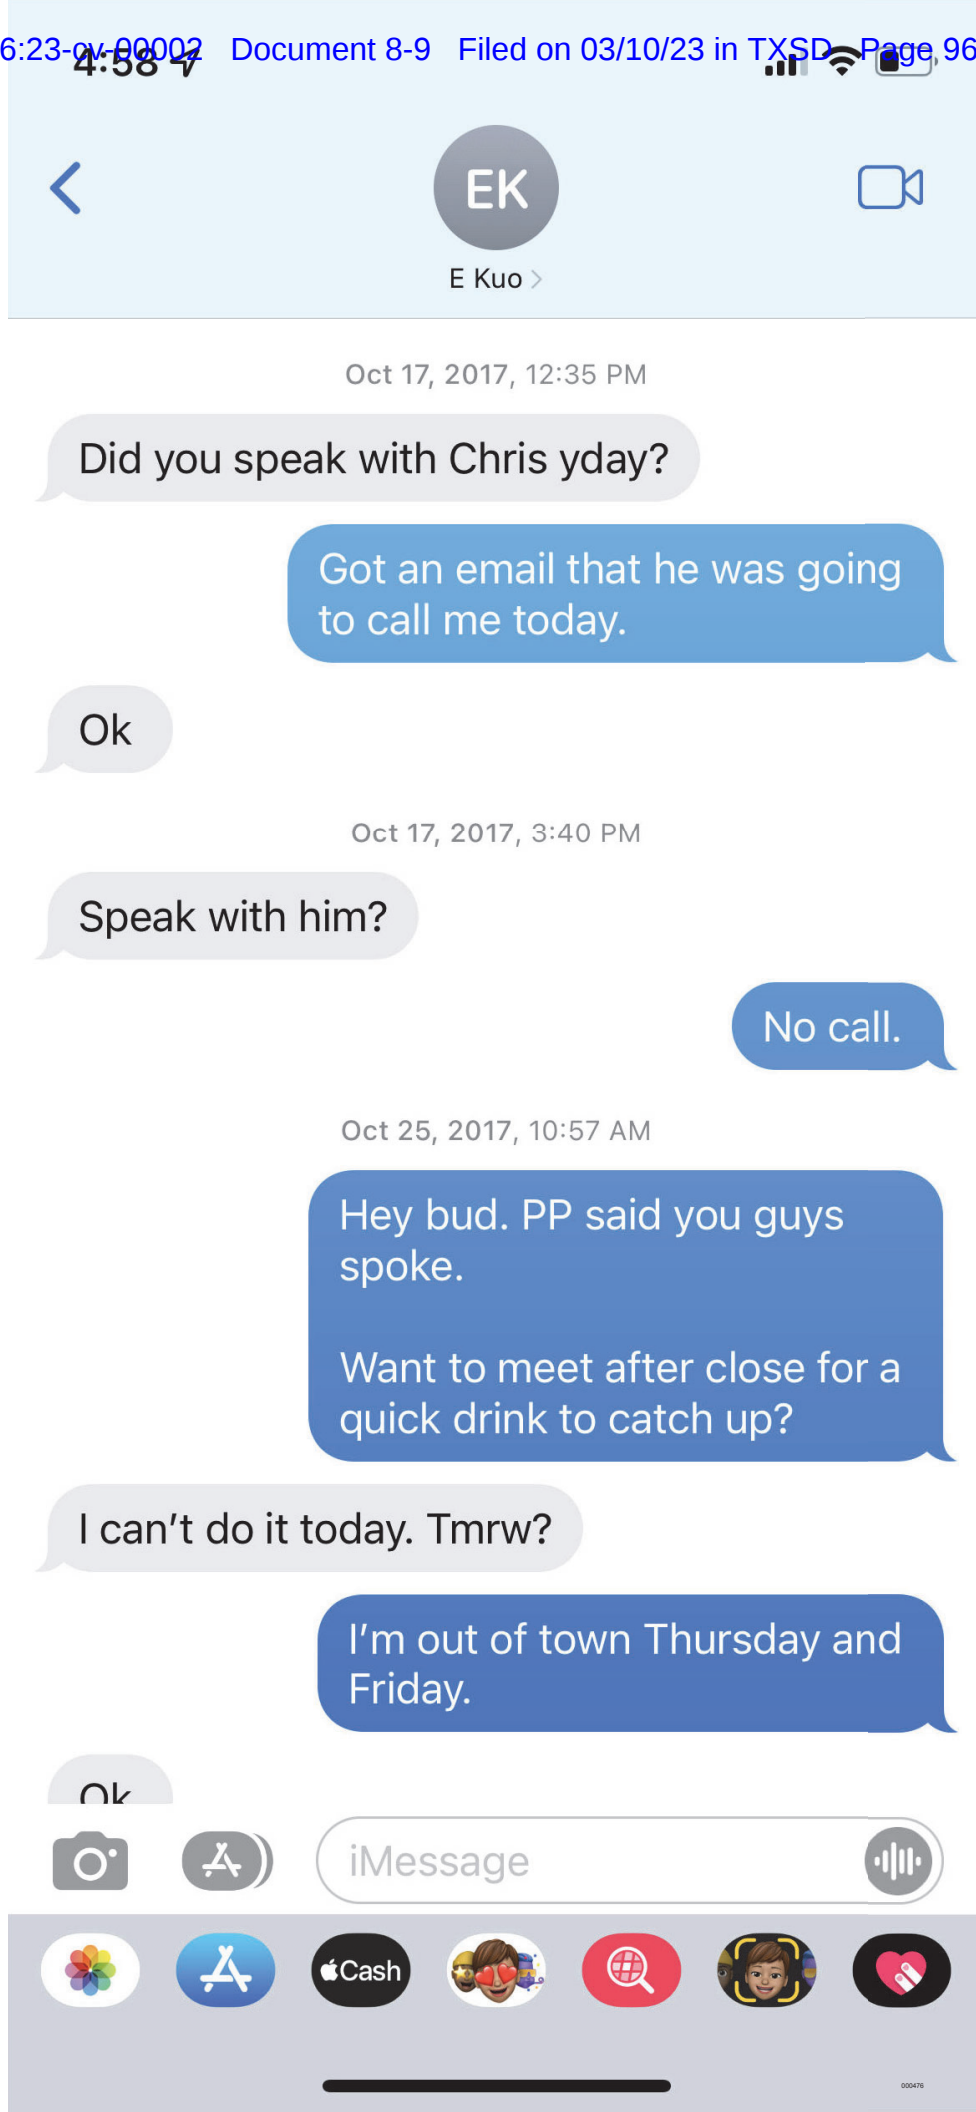 6:23-cv-00002 Document 8-9 Filed on 03/10/23 in TXSD Page 96
4:58
EK
E Kuo
Oct 17, 2017, 12:35 PM
Did you speak with Chris yday?
Got an email that he was going
to call me today.
Ok
Oct 17, 2017, 3:40 PM
Speak with him?
No call.
Oct 25, 2017, 10:57 AM
Hey bud. PP said you guys
spoke.
Want to meet after close for a
quick drink to catch up?
I can't do it today. Tmrw?
I'm out of town Thursday and
Friday.
Ok
iMessage
Cash
000476